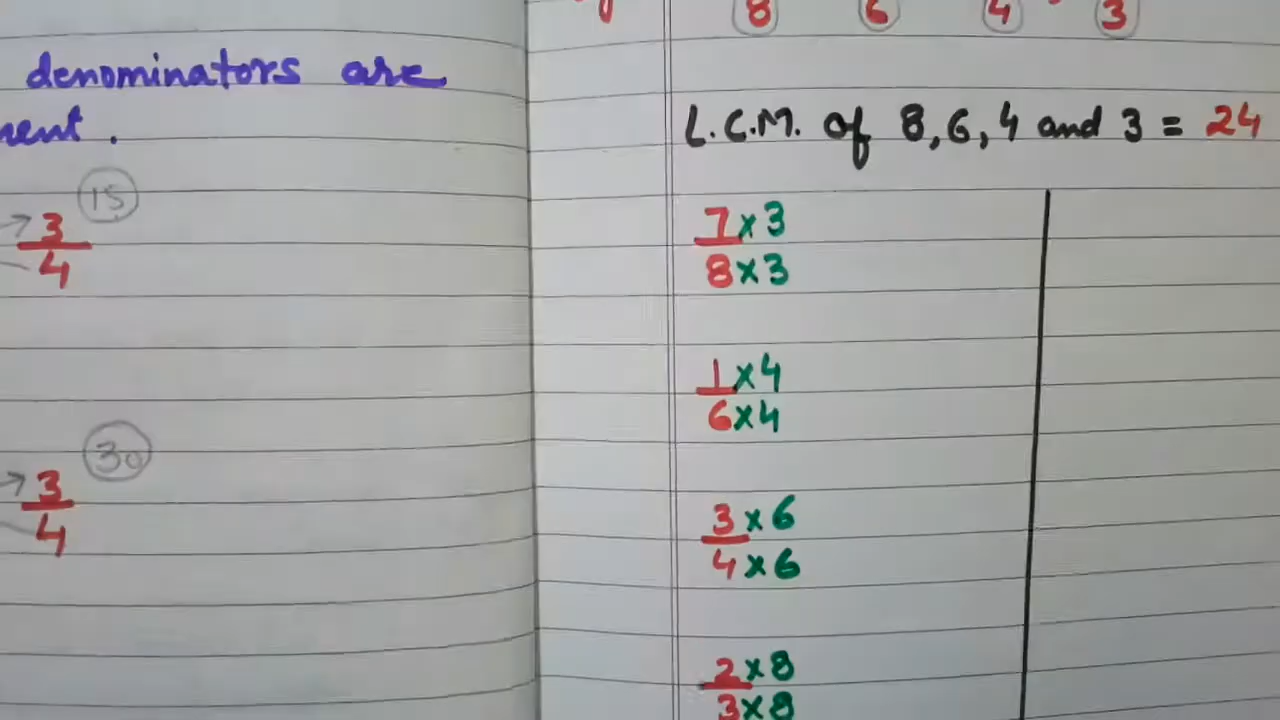 denominators are
nent.
15
3
4
30
3
4
8 6 4 3
L.C.M. of 8, 6, 4 and 3 = 24
7 x 3
8 x 3
1 x 4
6 x 4
3 x 6
4 x 6
2 x 8
3 x 8